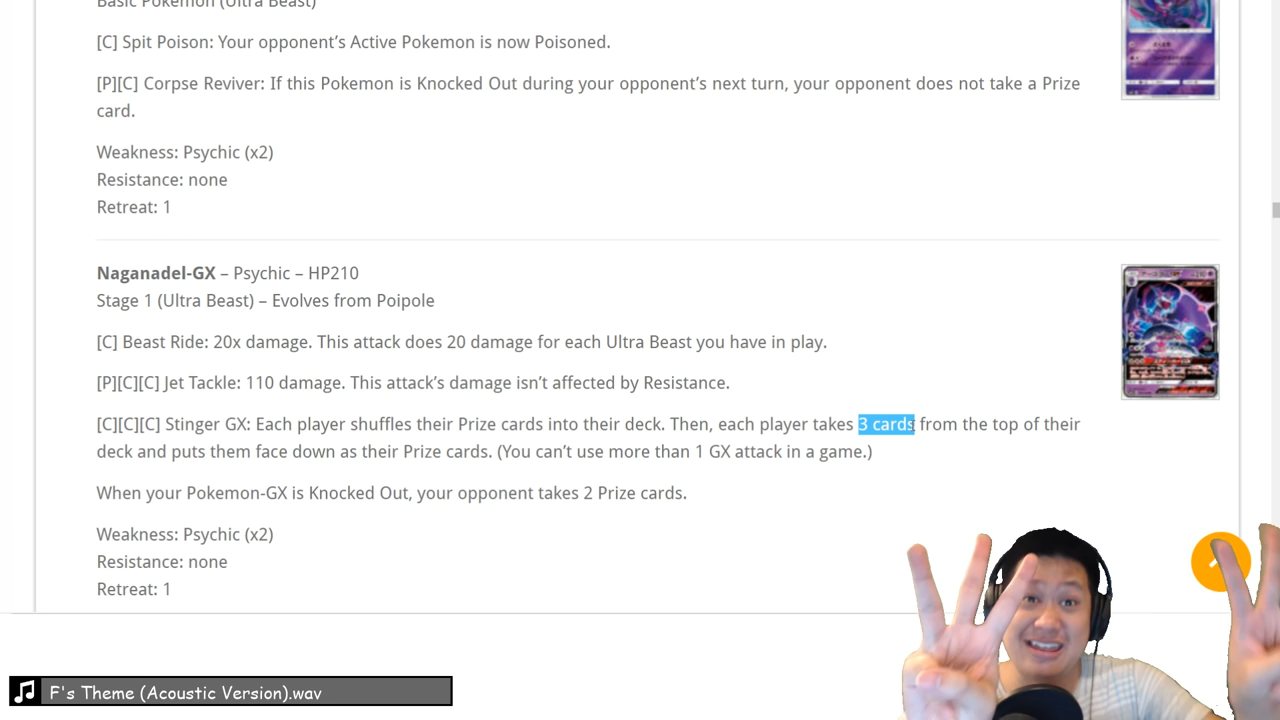 Basic Pokemon (Ultra Beast)
[C] Spit Poison: Your opponent’s Active Pokemon is now Poisoned.
[P][C] Corpse Reviver: If this Pokemon is Knocked Out during your opponent’s next turn, your opponent does not take a Prize
card.
Weakness: Psychic (x2)
Resistance: none
Retreat: 1
Naganadel-GX – Psychic – HP210
Stage 1 (Ultra Beast) – Evolves from Poipole
[C] Beast Ride: 20x damage. This attack does 20 damage for each Ultra Beast you have in play.
[P][C][C] Jet Tackle: 110 damage. This attack’s damage isn’t affected by Resistance.
[C][C][C] Stinger GX: Each player shuffles their Prize cards into their deck. Then, each player takes 3 cards from the top of their
deck and puts them face down as their Prize cards. (You can’t use more than 1 GX attack in a game.)
When your Pokemon-GX is Knocked Out, your opponent takes 2 Prize cards.
Weakness: Psychic (x2)
Resistance: none
Retreat: 1
F's Theme (Acoustic Version).wav